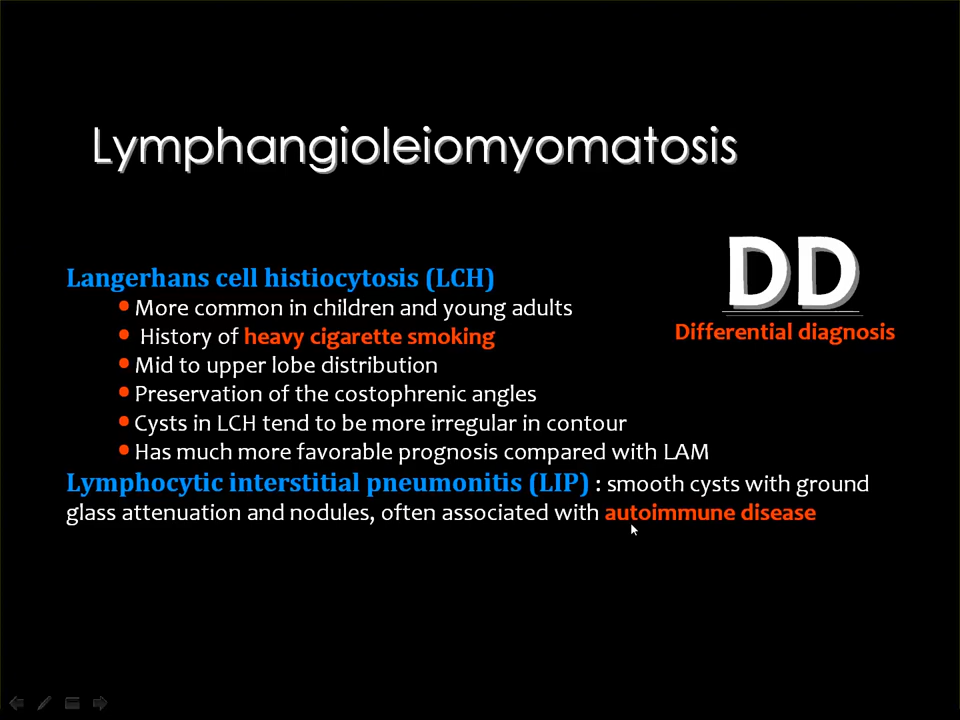 Lymphangioleiomyomatosis
DD
Differential diagnosis
Langerhans cell histiocytosis (LCH)
• More common in children and young adults
• History of heavy cigarette smoking
• Mid to upper lobe distribution
• Preservation of the costophrenic angles
• Cysts in LCH tend to be more irregular in contour
• Has much more favorable prognosis compared with LAM
Lymphocytic interstitial pneumonitis (LIP) : smooth cysts with ground
glass attenuation and nodules, often associated with autoimmune disease